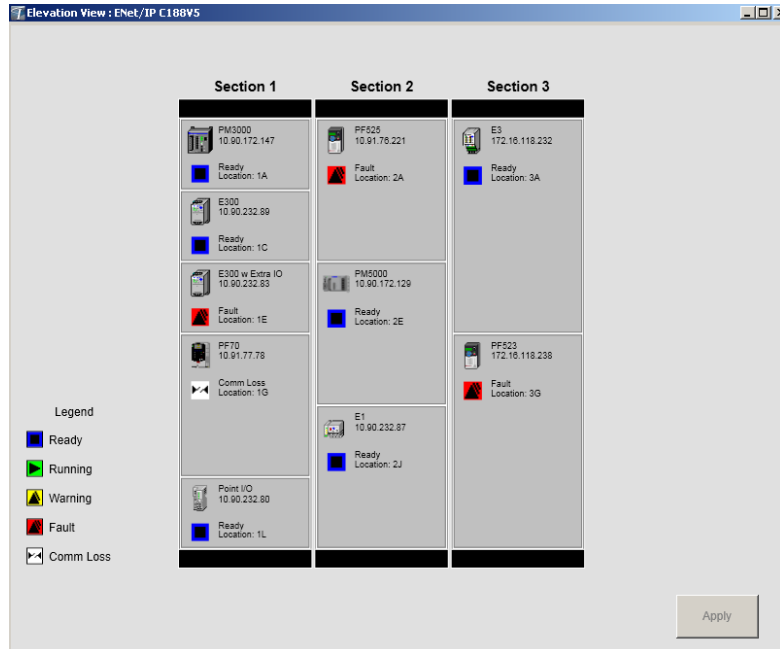 Elevation View : ENet/IP C188V5
Section 1
PM3000
10.90.172.147
Ready
Location: 1A
E300
10.90.232.89
Ready
Location: 1C
E300 w Extra IO
10.90.232.83
Fault
Location: 1E
PF70
10.91.77.78
Comm Loss
Location: 1G
Point I/O
10.90.232.80
Ready
Location: 1L
Section 2
PF525
10.91.76.221
Fault
Location: 2A
PM5000
10.90.172.129
Ready
Location: 2E
E1
10.90.232.87
Ready
Location: 2J
Section 3
E3
172.16.118.232
Ready
Location: 3A
PF523
172.16.118.238
Fault
Location: 3G
Legend
Ready
Running
Warning
Fault
Comm Loss
Apply